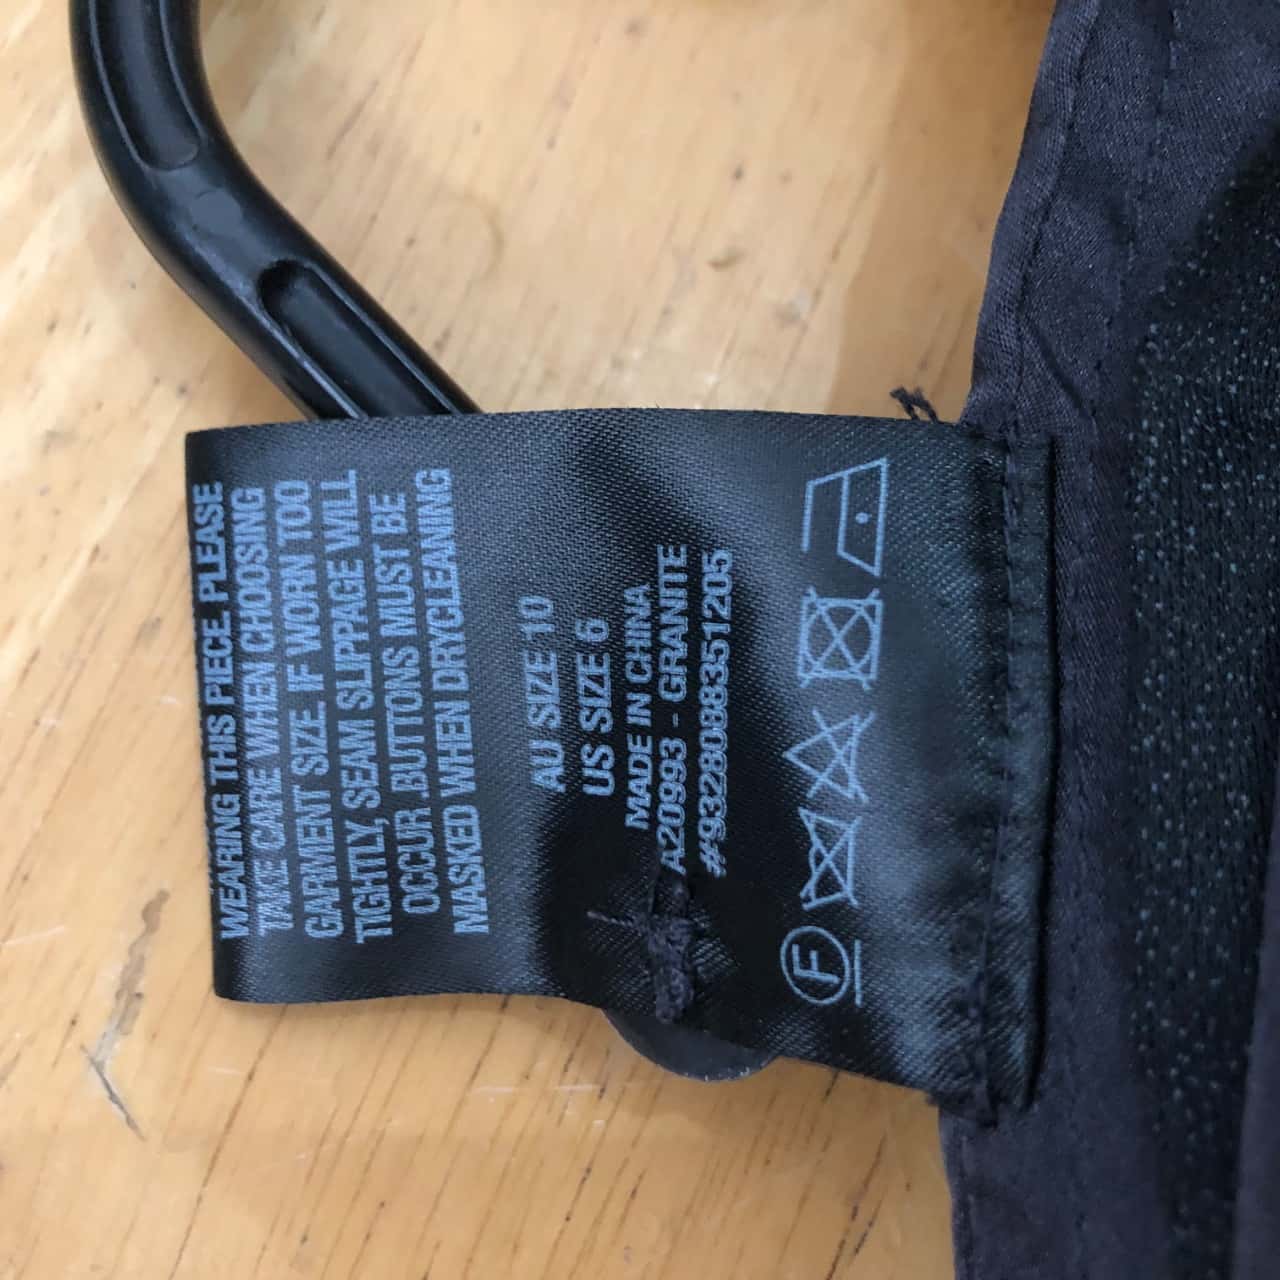 WEARING THIS PIECE. PLEASE
TAKE CARE WHEN CHOOSING
GARMENT SIZE. IF WORN TOO
TIGHTLY, SEAM SLIPPAGE WILL
OCCUR .BUTTONS MUST BE
MASKED WHEN DRYCLEANING
AU SIZE 10
US SIZE 6
MADE IN CHINA
A20993 - GRANITE
#9328088351205
F